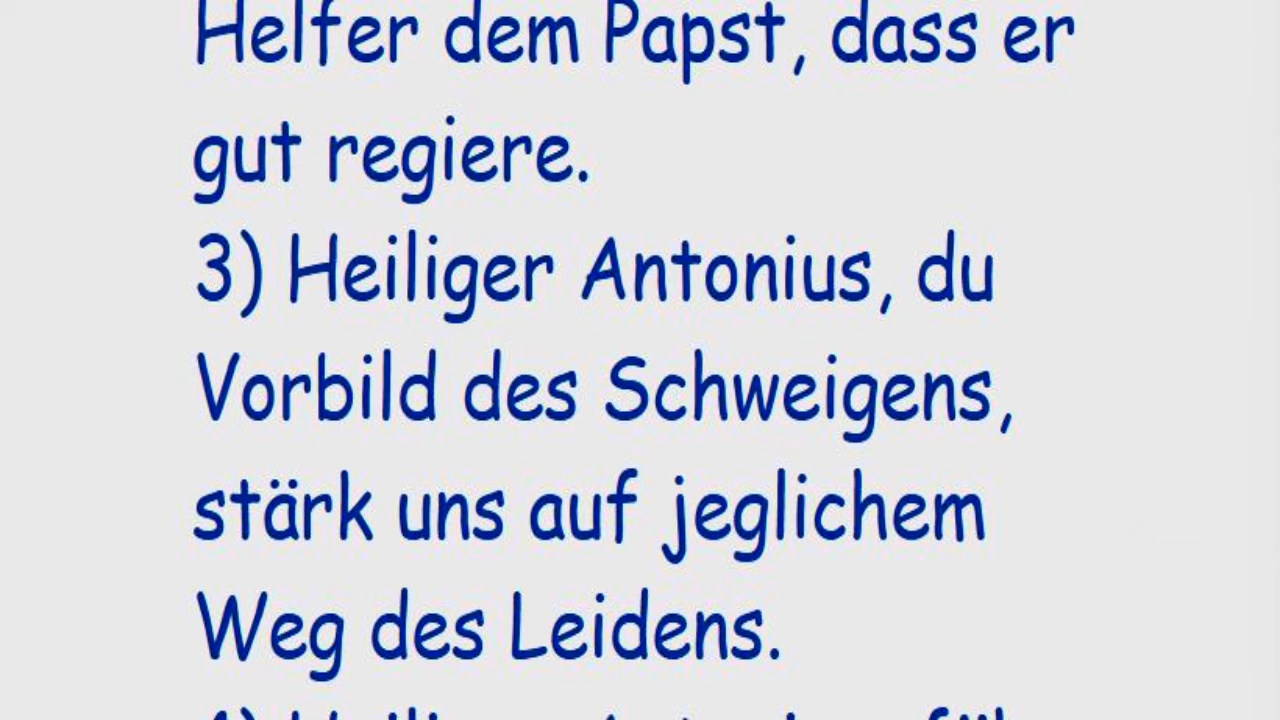 Helfer dem Papst, dass er
gut regiere.
3) Heiliger Antonius, du
Vorbild des Schweigens,
stärk uns auf jeglichem
Weg des Leidens.